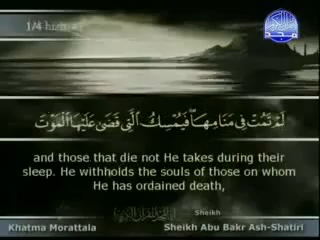 1/4
المجد
لَمْ تَمُتْ فِي مَنَامِهَا فَيُمْسِكُ الَّتِي قَضَىٰ عَلَيْهَا الْمَوْتَ
and those that die not He takes during their
sleep. He withholds the souls of those on whom
He has ordained death,
Sheikh
Khatma Morattala
Sheikh Abu Bakr Ash-Shatiri